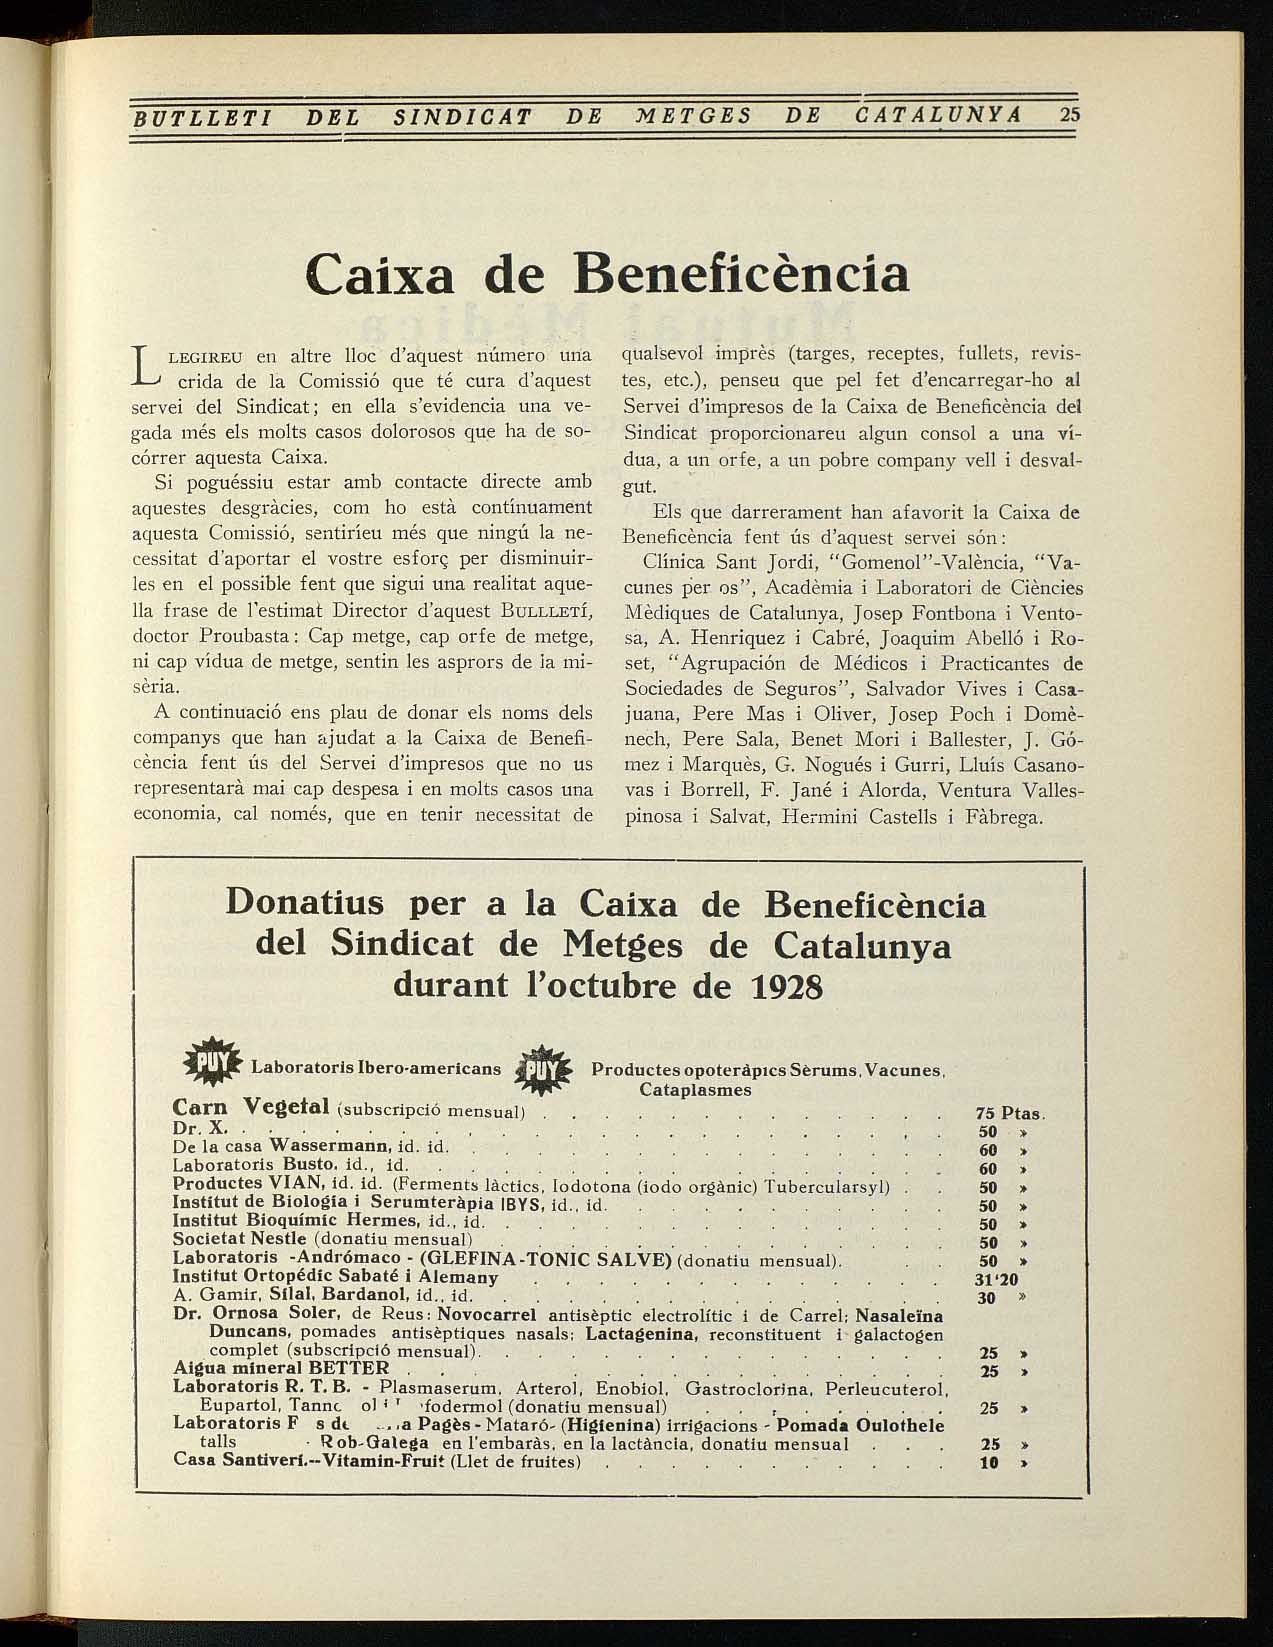 BUTLLETI DEL SINDICAT DE METGES DE CATALUNYA 25
Caixa de Beneficència
LLEGIREU en altre lloc d'aquest número una
crida de la Comissió que té cura d'aquest
servei del Sindicat; en ella s'evidencia una ve-
gada més els molts casos dolorosos que ha de so-
córrer aquesta Caixa.
Si poguéssiu estar amb contacte directe amb
aquestes desgràcies, com ho està contínuament
aquesta Comissió, sentiríeu més que ningú la ne-
cessitat d'aportar el vostre esforç per disminuir-
les en el possible fent que sigui una realitat aque-
lla frase de l'estimat Director d'aquest BULLLETÍ,
doctor Proubasta: Cap metge, cap orfe de metge,
ni cap vídua de metge, sentin les asprors de la mi-
sèria.
A continuació ens plau de donar els noms dels
companys que han ajudat a la Caixa de Benefi-
cència fent ús del Servei d'impresos que no us
representarà mai cap despesa i en molts casos una
economia, cal només, que en tenir necessitat de
qualsevol imprès (targes, receptes, fullets, revis-
tes, etc.), penseu que pel fet d'encarregar-ho al
Servei d'impresos de la Caixa de Beneficència del
Sindicat proporcionareu algun consol a una ví-
dua, a un orfe, a un pobre company vell i desval-
gut.
Els que darrerament han afavorit la Caixa de
Beneficència fent ús d'aquest servei són:
Clínica Sant Jordi, "Gomenol"-València, "Va-
cunes per os", Acadèmia i Laboratori de Ciències
Mèdiques de Catalunya, Josep Fontbona i Vento-
sa, A. Henriquez i Cabré, Joaquim Abelló i Ro-
set, "Agrupación de Médicos i Practicantes de
Sociedades de Seguros", Salvador Vives i Casa-
juana, Pere Mas i Oliver, Josep Poch i Domè-
nech, Pere Sala, Benet Mori i Ballester, J. Gó-
mez i Marquès, G. Nogués i Gurri, Lluís Casano-
vas i Borrell, F. Jané i Alorda, Ventura Valles-
pinosa i Salvat, Hermini Castells i Fàbrega.
Donatius per a la Caixa de Beneficència
del Sindicat de Metges de Catalunya
durant l'octubre de 1928
PUY Laboratoris Ibero-americans PUY Productes opoteràpics Sèrums, Vacunes,
Cataplasmes
Carn Vegetal (subscripció mensual) . . . . . . . . . . . . . 75 Ptas.
Dr. X. . . . . . . . . . . . . . . . . . . . . . . 50 »
De la casa Wassermann, id. id. . . . . . . . . . . . . . . . 60 »
Laboratoris Busto, id., id. . . . . . . . . . . . . . . . . 60 »
Productes VIAN, id. id. (Ferments làctics, Iodotona (iodo orgànic) Tubercularsyl) . . 50 »
Institut de Biologia i Serumteràpia IBYS, id., id. . . . . . . . . . . 50 »
Institut Bioquímic Hermes, id., id. . . . . . . . . . . . . . . 50 »
Societat Nestle (donatiu mensual) . . . . . . . . . . . . . . 50 »
Laboratoris -Andrómaco - (GLEFINA-TONIC SALVE) (donatiu mensual). . . 50 »
Institut Ortopédic Sabaté i Alemany . . . . . . . . . . . . . 31'20
A. Gamir, Sílal, Bardanol, id., id. . . . . . . . . . . . . . . 30 »
Dr. Ornosa Soler, de Reus: Novocarrel antisèptic electrolític i de Carrel; Nasaleïna
Duncans, pomades antisèptiques nasals; Lactagenina, reconstituent i galactogen
complet (subscripció mensual). . . . . . . . . . . . . . . 25 »
Aigua mineral BETTER . . . . . . . . . . . . . . . . . 25 »
Laboratoris R. T. B. - Plasmaserum, Arterol, Enobiol, Gastroclorina, Perleucuterol,
Eupartol, Tann ol fodermol (donatiu mensual) . . . . . . . . 25 »
Laboratoris F s de a Pagès - Mataró- (Higienina) irrigacions - Pomada Oulothele
talls Rob-Galega en l'embaràs, en la lactància, donatiu mensual . . . 25 »
Casa Santiveri.--Vitamin-Fruit (Llet de fruites) . . . . . . . . . . . 10 »